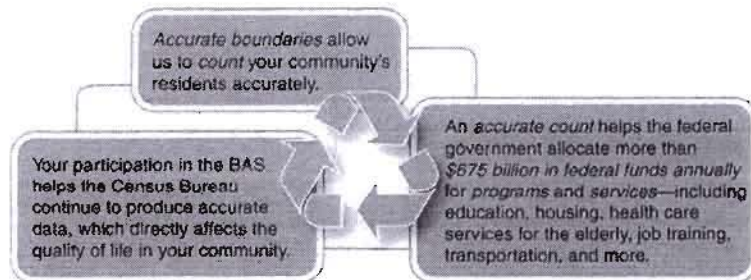 Accurate boundaries allow
us to count your community's
residents accurately.
An accurate count helps the federal
government allocate more than
$675 billion in federal funds annually
for programs and services—including
education, housing, health care
services for the elderly, job training,
transportation, and more.
Your participation in the BAS
helps the Census Bureau
continue to produce accurate
data, which directly affects the
quality of life in your community.